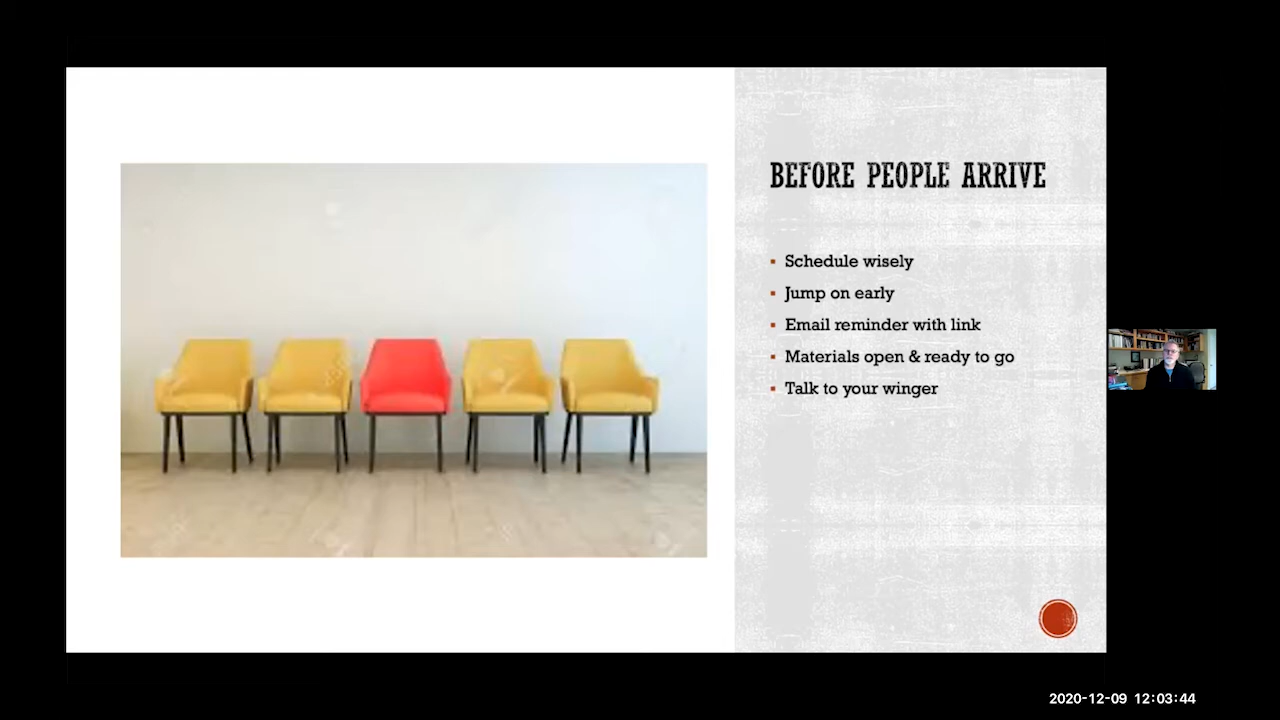 BEFORE PEOPLE ARRIVE
Schedule wisely
Jump on early
Email reminder with link
Materials open & ready to go
Talk to your winger
2020-12-09 12:03:44